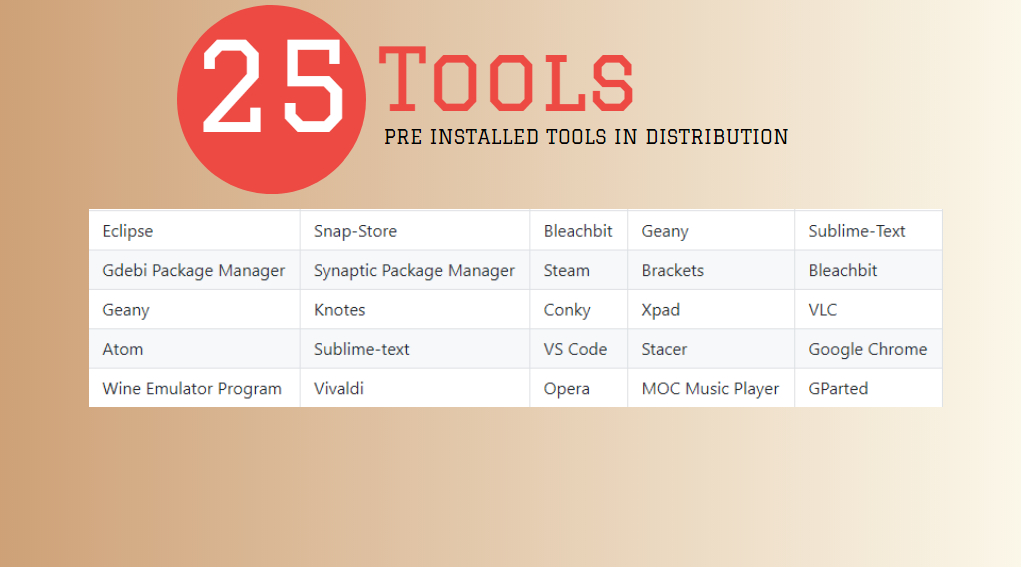 25 Tools
PRE INSTALLED TOOLS IN DISTRIBUTION
Eclipse Snap-Store Bleachbit Geany Sublime-Text
Gdebi Package Manager Synaptic Package Manager Steam Brackets Bleachbit
Geany Knotes Conky Xpad VLC
Atom Sublime-text VS Code Stacer Google Chrome
Wine Emulator Program Vivaldi Opera MOC Music Player GParted